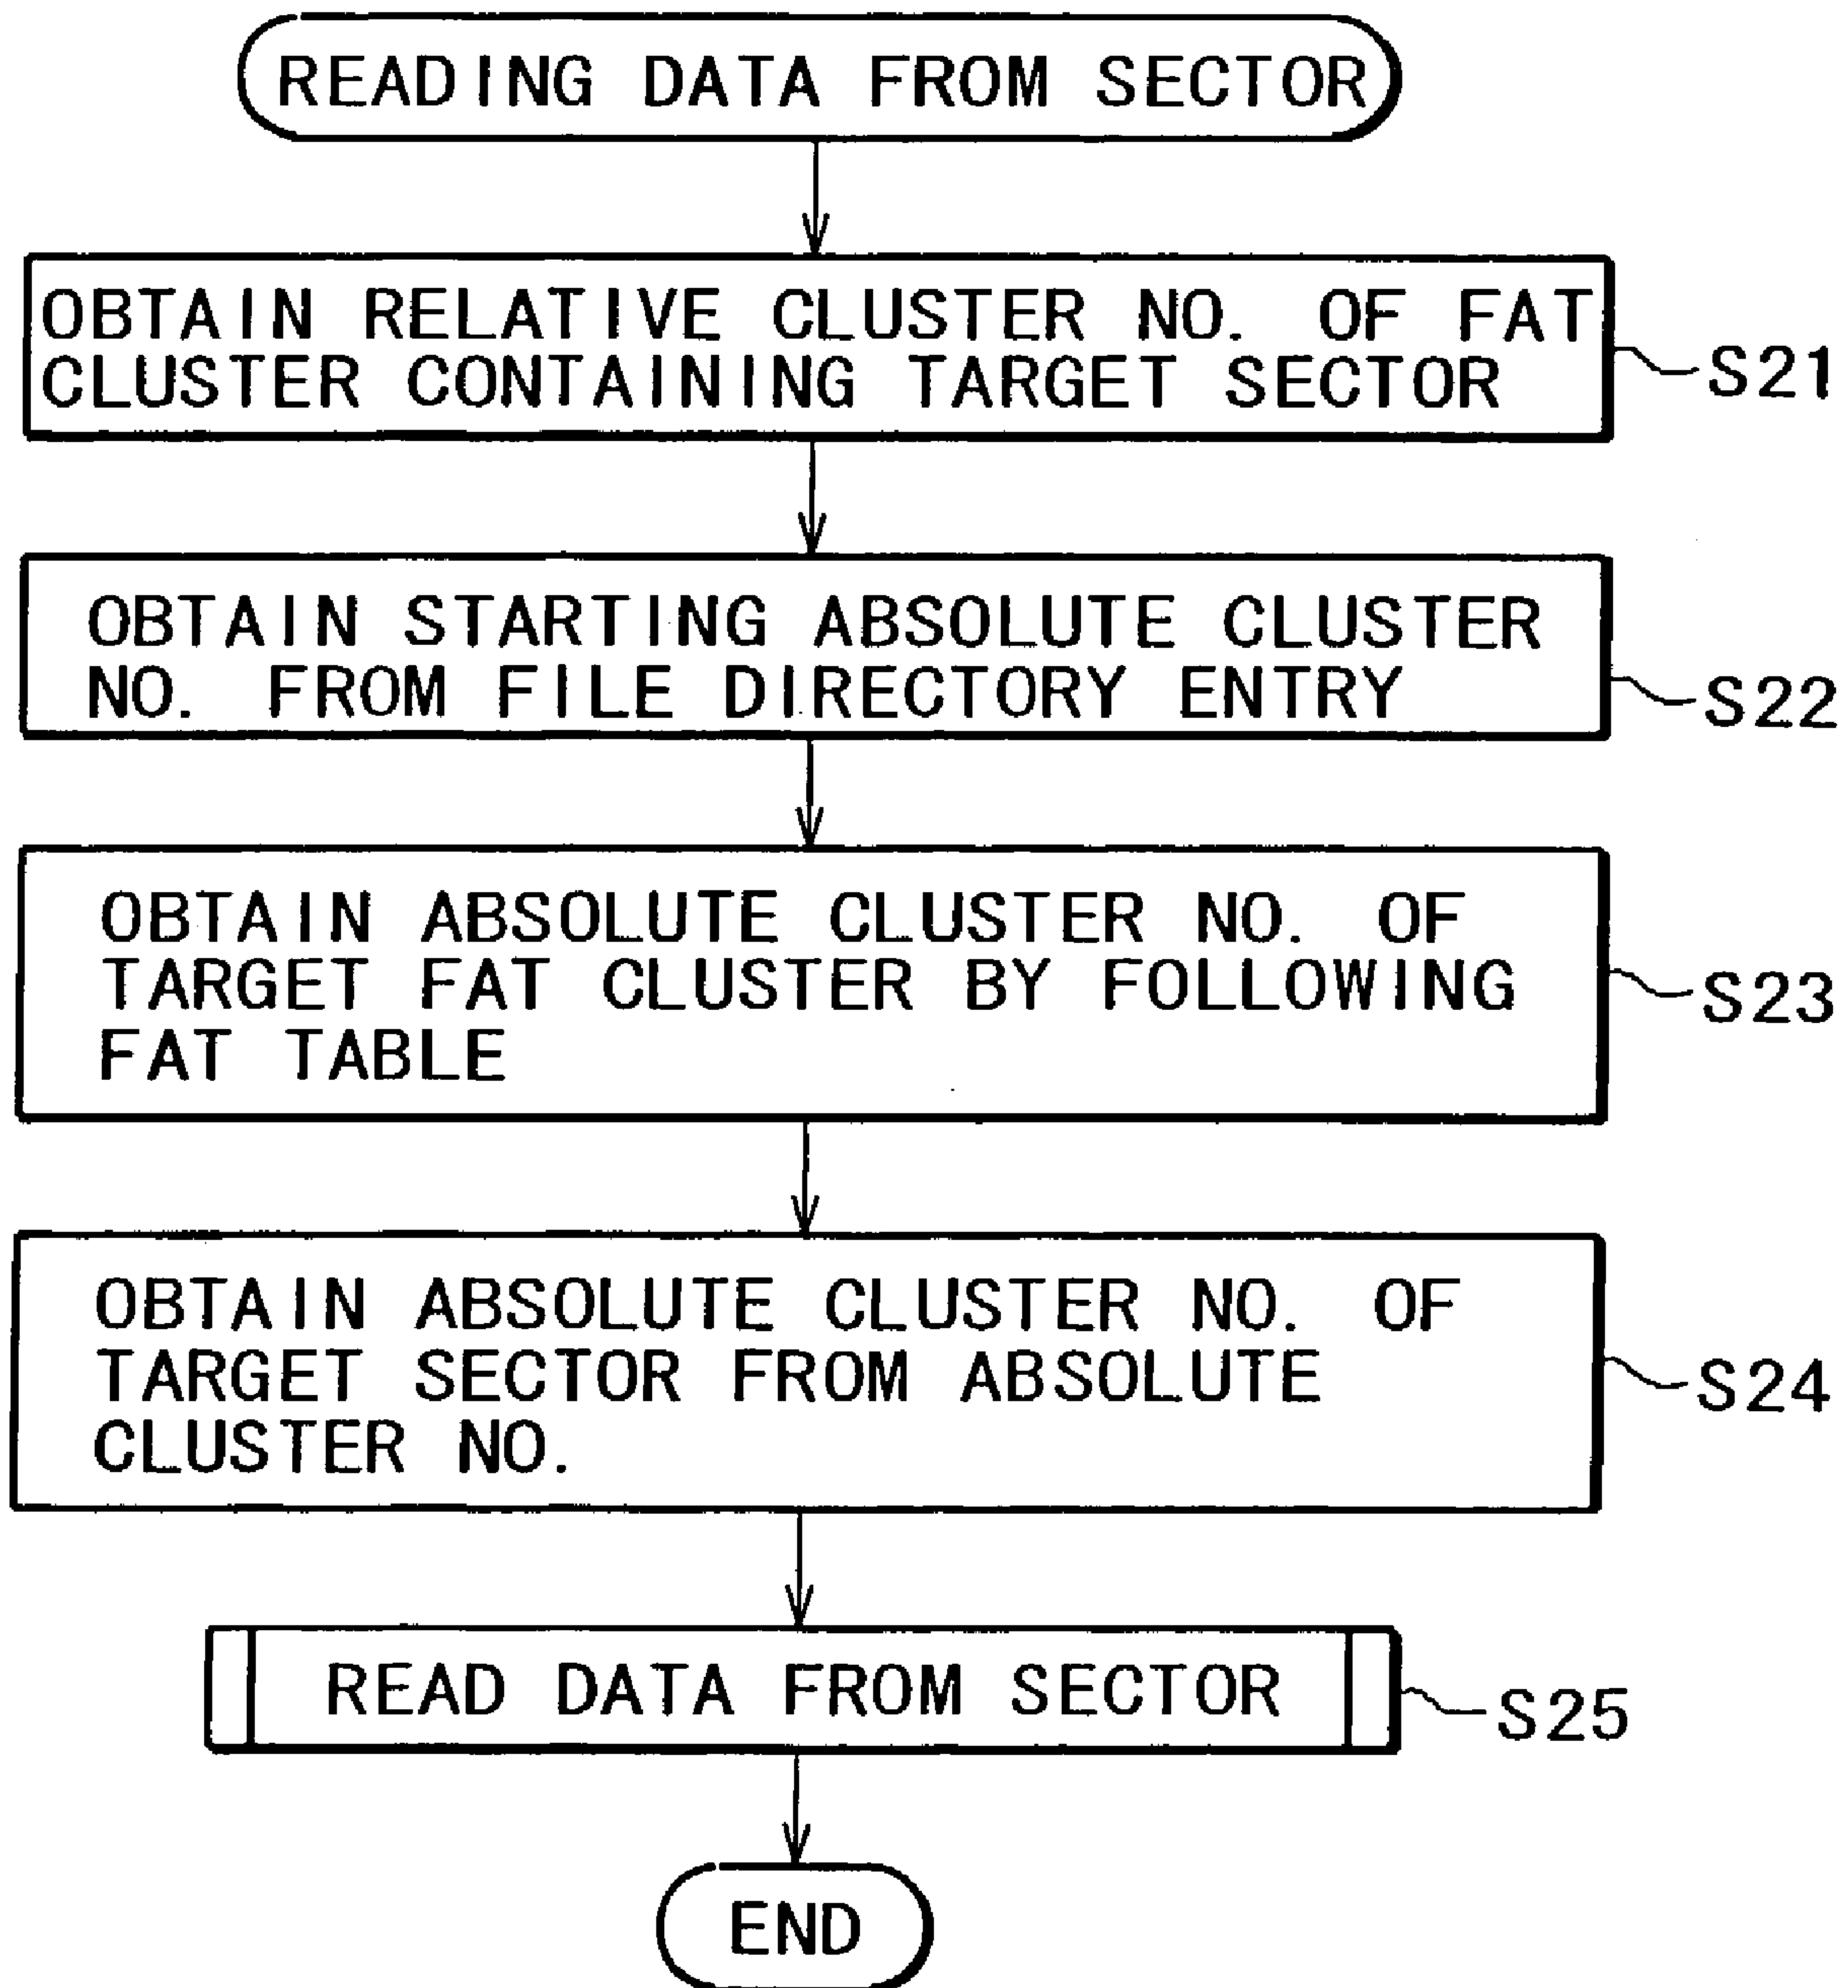 READING DATA FROM SECTOR
OBTAIN RELATIVE CLUSTER NO. OF FAT
CLUSTER CONTAINING TARGET SECTOR
S21
OBTAIN STARTING ABSOLUTE CLUSTER
NO. FROM FILE DIRECTORY ENTRY
S22
OBTAIN ABSOLUTE CLUSTER NO. OF
TARGET FAT CLUSTER BY FOLLOWING
FAT TABLE
S23
OBTAIN ABSOLUTE CLUSTER NO. OF
TARGET SECTOR FROM ABSOLUTE
CLUSTER NO.
S24
READ DATA FROM SECTOR
S25
END